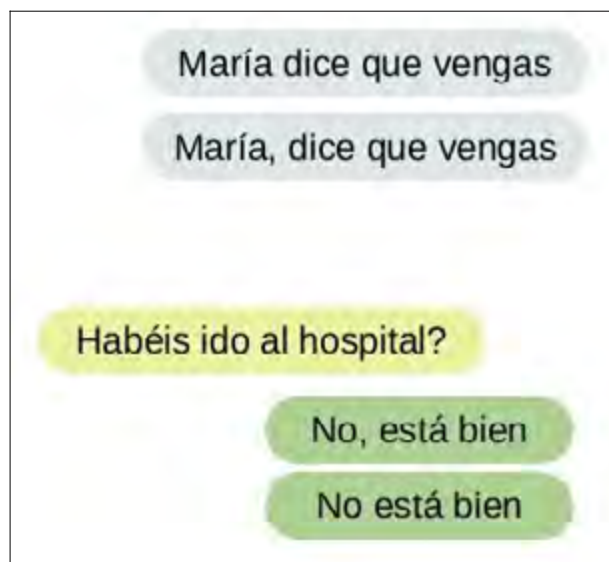 María dice que vengas
María, dice que vengas
Habéis ido al hospital?
No, está bien
No está bien